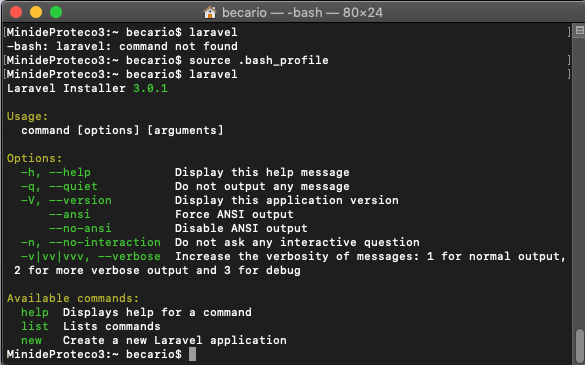 becario — -bash — 80×24
[MinideProteco3:~ becario$ laravel ]
-bash: laravel: command not found
[MinideProteco3:~ becario$ source .bash_profile ]
[MinideProteco3:~ becario$ laravel ]
Laravel Installer 3.0.1
Usage:
command [options] [arguments]
Options:
-h, --help Display this help message
-q, --quiet Do not output any message
-V, --version Display this application version
--ansi Force ANSI output
--no-ansi Disable ANSI output
-n, --no-interaction Do not ask any interactive question
-v|vv|vvv, --verbose Increase the verbosity of messages: 1 for normal output,
2 for more verbose output and 3 for debug
Available commands:
help Displays help for a command
list Lists commands
new Create a new Laravel application
MinideProteco3:~ becario$